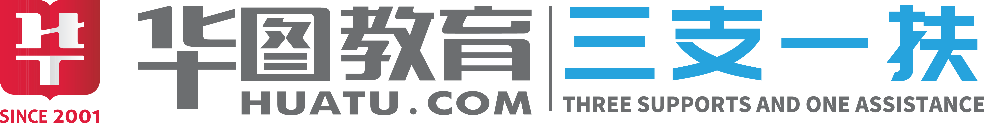 SINCE 2001
华图教育
HUATU.COM
三支一扶
THREE SUPPORTS AND ONE ASSISTANCE